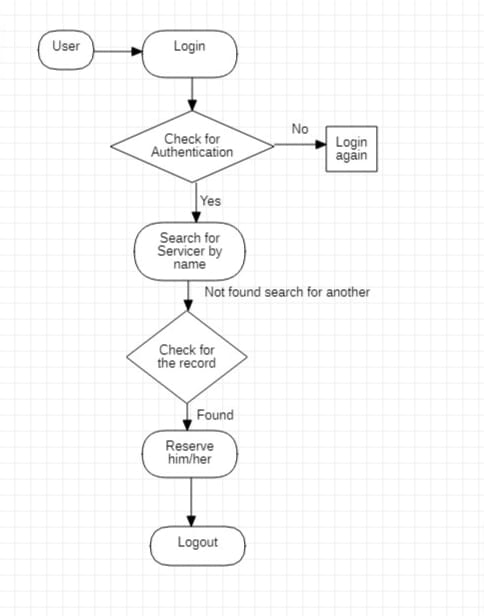 User
Login
Check for
Authentication
No
Login
again
Yes
Search for
Servicer by
name
Not found search for another
Check for
the record
Found
Reserve
him/her
Logout